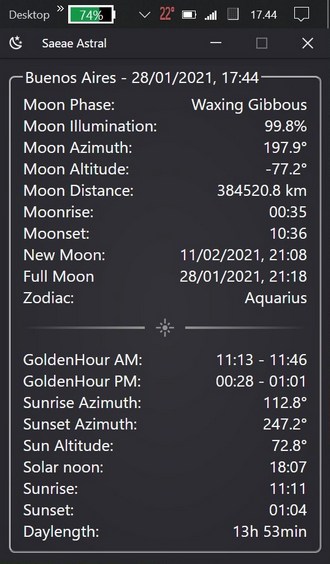 Desktop » 74% 22° 17.44
Saeae Astral
Buenos Aires - 28/01/2021, 17:44
Moon Phase: Waxing Gibbous
Moon Illumination: 99.8%
Moon Azimuth: 197.9°
Moon Altitude: -77.2°
Moon Distance: 384520.8 km
Moonrise: 00:35
Moonset: 10:36
New Moon: 11/02/2021, 21:08
Full Moon 28/01/2021, 21:18
Zodiac: Aquarius
GoldenHour AM: 11:13 - 11:46
GoldenHour PM: 00:28 - 01:01
Sunrise Azimuth: 112.8°
Sunset Azimuth: 247.2°
Sun Altitude: 72.8°
Solar noon: 18:07
Sunrise: 11:11
Sunset: 01:04
Daylength: 13h 53min